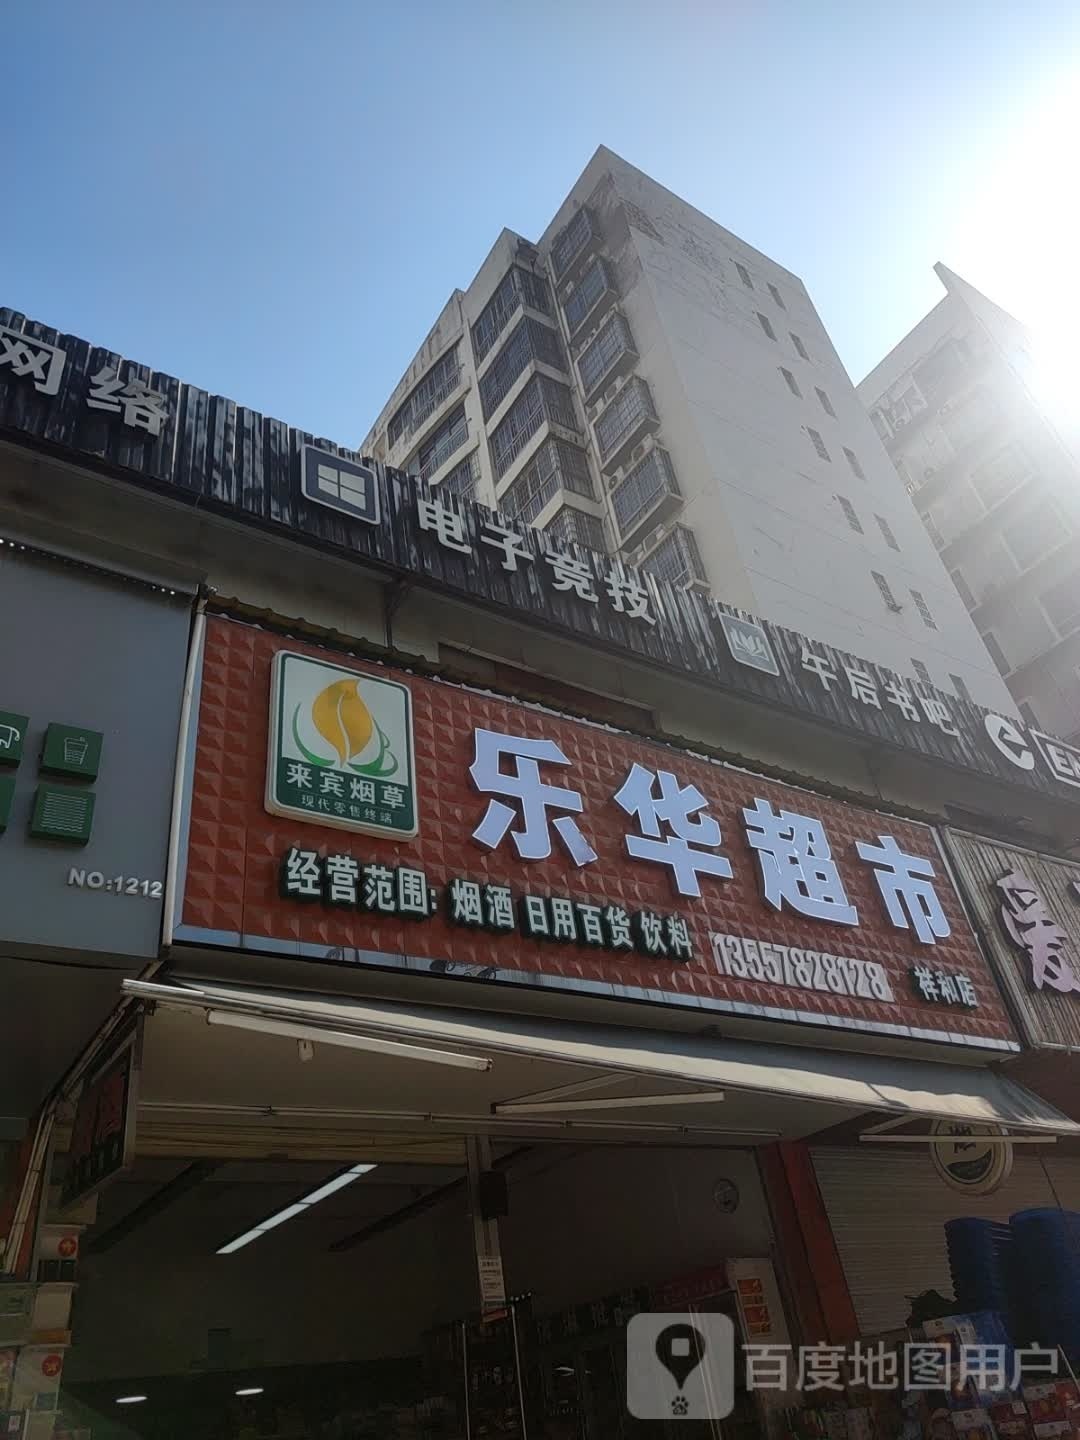 网络
电子竞技
午后书吧
e
来宾烟草
现代零售终端
乐华超市
经营范围: 烟酒 日用百货 饮料
13557828128
祥和店
NO:1212
爱
百度地图用户